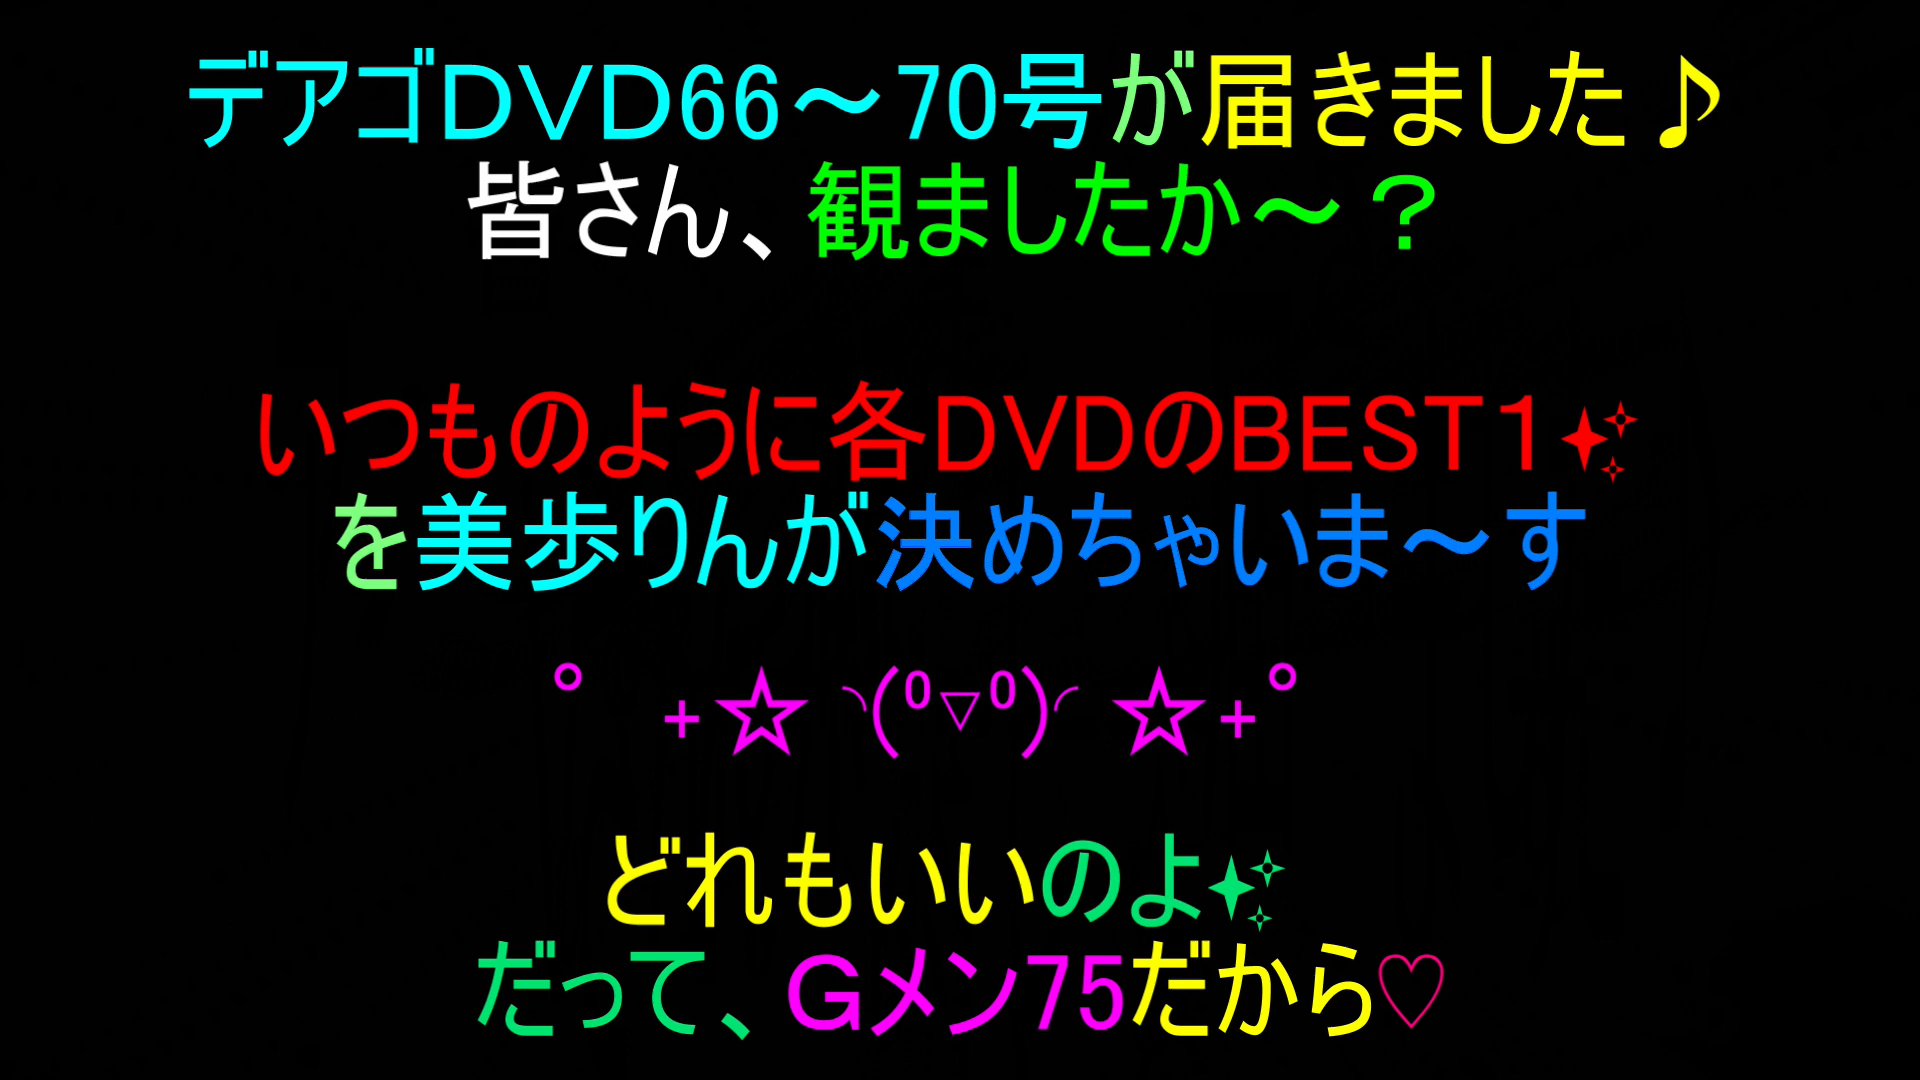 デアゴDVD66～70号が届きました♪
皆さん、観ましたか～？
いつものように各DVDのBEST１✨
を美歩りんが決めちゃいま～す
ﾟ +☆ ◝(⁰▿⁰)◜ ☆+ﾟ
どれもいいのよ✨
だって、Gメン75だから♡